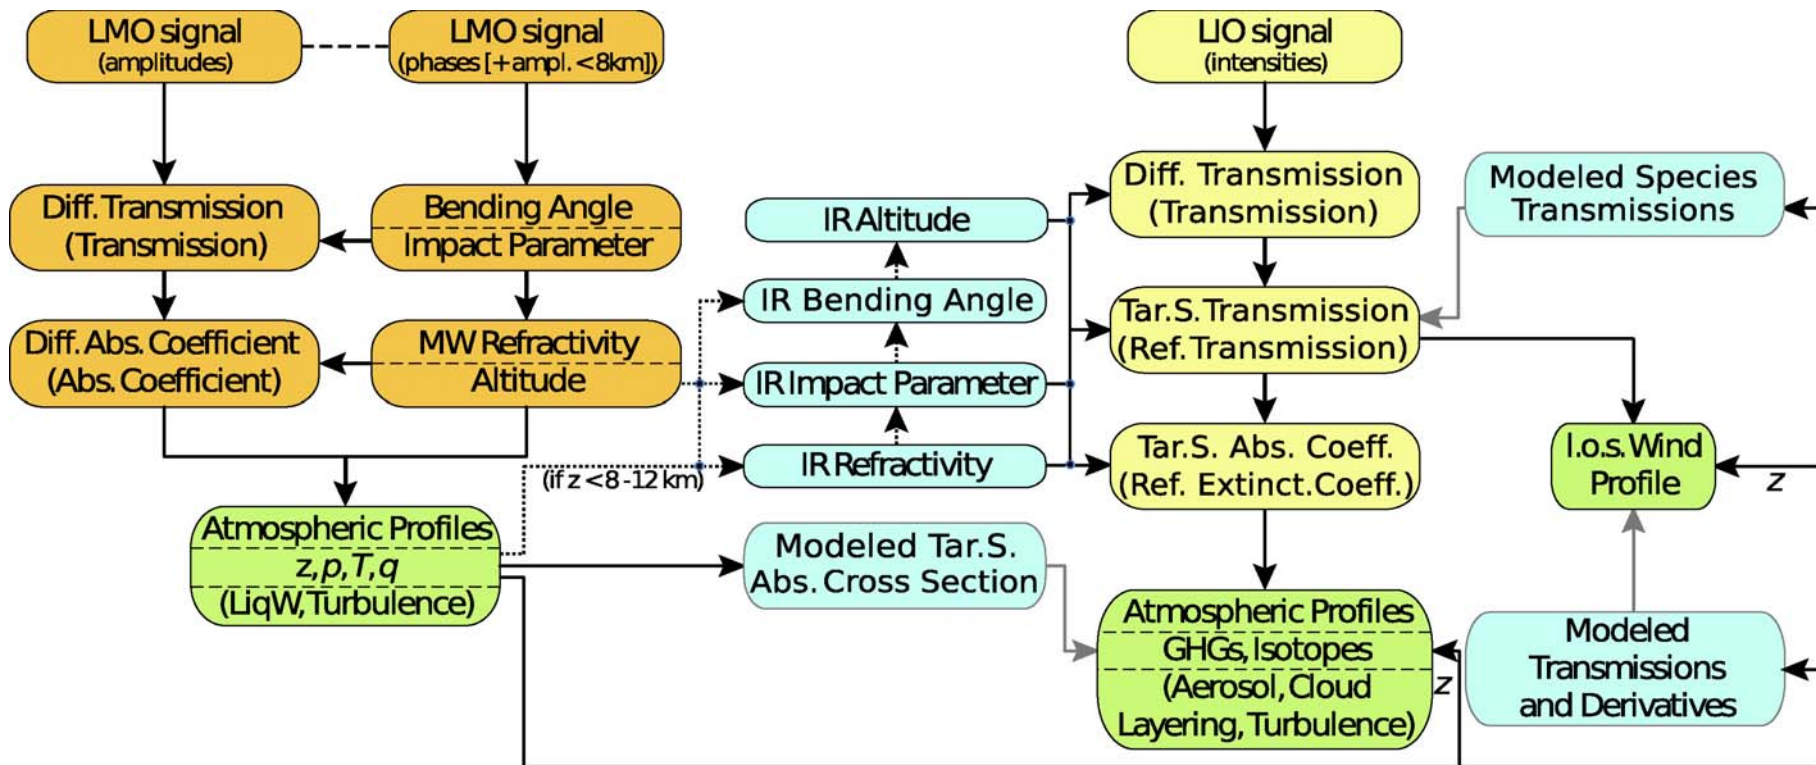 LMO signal
(amplitudes)
LMO signal
(phases [+ ampl. < 8km])
LIO signal
(intensities)
Diff. Transmission
(Transmission)
Bending Angle
Impact Parameter
IR Altitude
Diff. Transmission
(Transmission)
Modeled Species
Transmissions
IR Bending Angle
Diff. Abs. Coefficient
(Abs. Coefficient)
MW Refractivity
Altitude
IR Impact Parameter
Tar.S. Transmission
(Ref. Transmission)
IR Refractivity
(if z < 8 -12 km)
Tar.S. Abs. Coeff.
(Ref. Extinct.Coeff.)
l.o.s. Wind
Profile
z
Atmospheric Profiles
z, p, T, q
(LiqW, Turbulence)
Modeled Tar.S.
Abs. Cross Section
Atmospheric Profiles
GHGs, Isotopes
(Aerosol, Cloud
Layering, Turbulence)
z
Modeled
Transmissions
and Derivatives